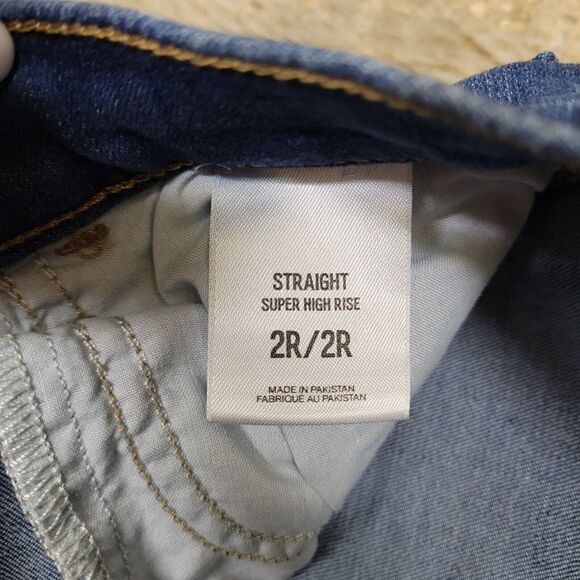 STRAIGHT
SUPER HIGH RISE
2R/2R
MADE IN PAKISTAN
FABRIQUÉ AU PAKISTAN